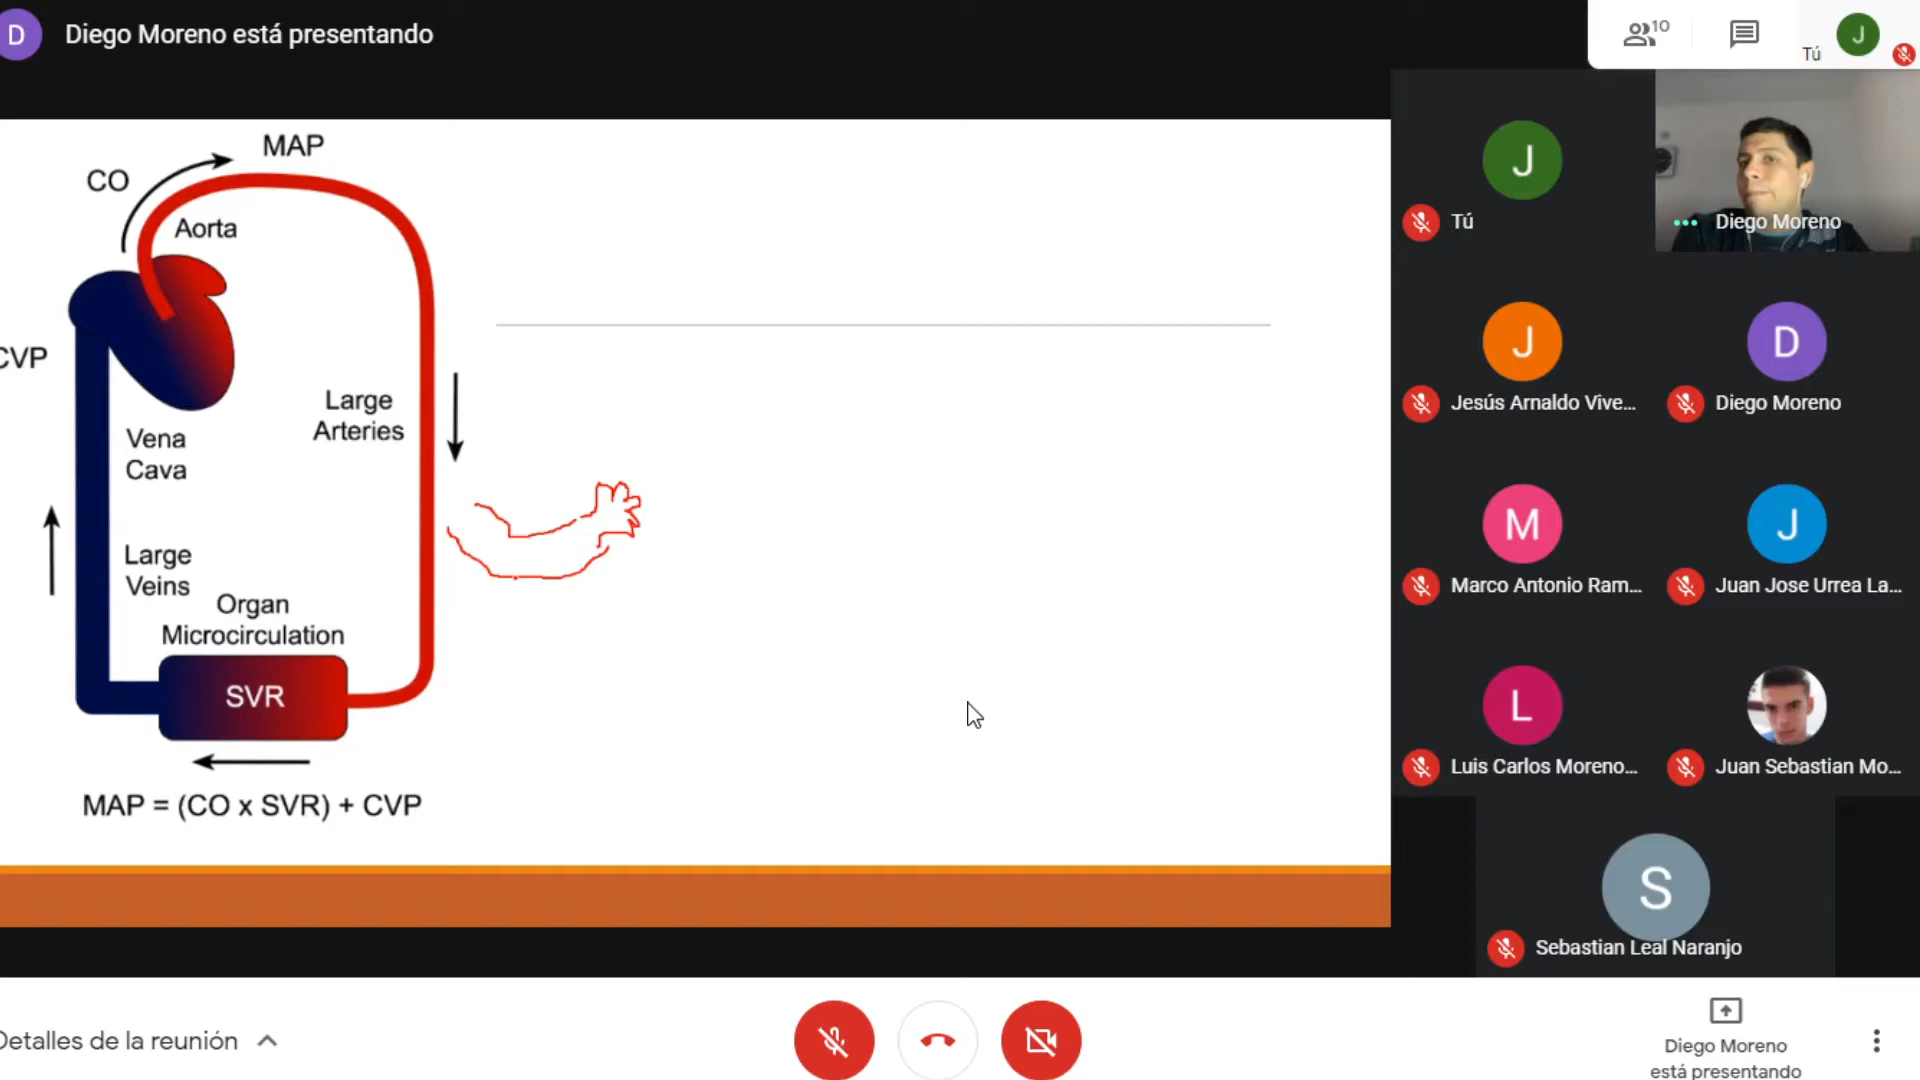 D
Diego Moreno está presentando
10
Tú
J
MAP
CO
Aorta
CVP
Large
Arteries
Vena
Cava
Large
Veins
Organ
Microcirculation
SVR
MAP = (CO x SVR) + CVP
J
Tú
Diego Moreno
J
Jesús Arnaldo Vive...
D
Diego Moreno
M
Marco Antonio Ram...
J
Juan Jose Urrea La...
L
Luis Carlos Moreno...
Juan Sebastian Mo...
S
Sebastian Leal Naranjo
Detalles de la reunión
Diego Moreno
está presentando